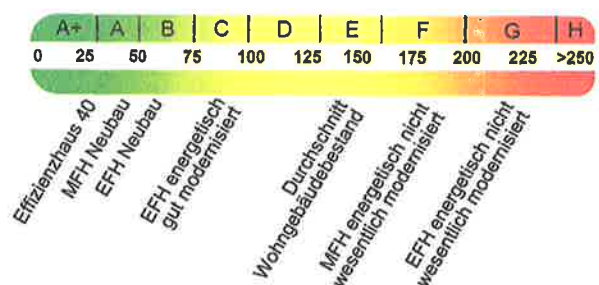 A+ A B C D E F G H
0 25 50 75 100 125 150 175 200 225 >250
Effizienzhaus 40
MFH Neubau
EFH Neubau
EFH energetisch
gut modernisiert
Durchschnitt
Wohngebäudebestand
MFH energetisch nicht
wesentlich modernisiert
EFH energetisch nicht
wesentlich modernisiert